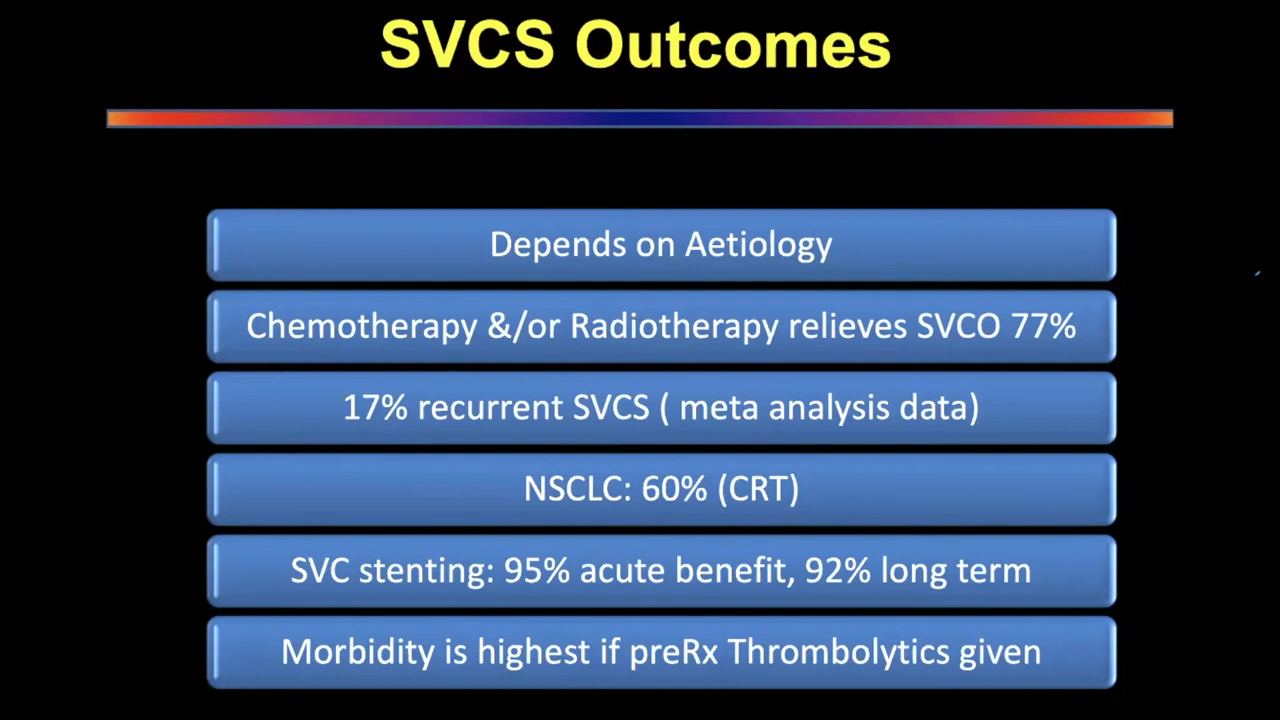 SVCS Outcomes
Depends on Aetiology
Chemotherapy &/or Radiotherapy relieves SVCO 77%
17% recurrent SVCS ( meta analysis data)
NSCLC: 60% (CRT)
SVC stenting: 95% acute benefit, 92% long term
Morbidity is highest if preRx Thrombolytics given